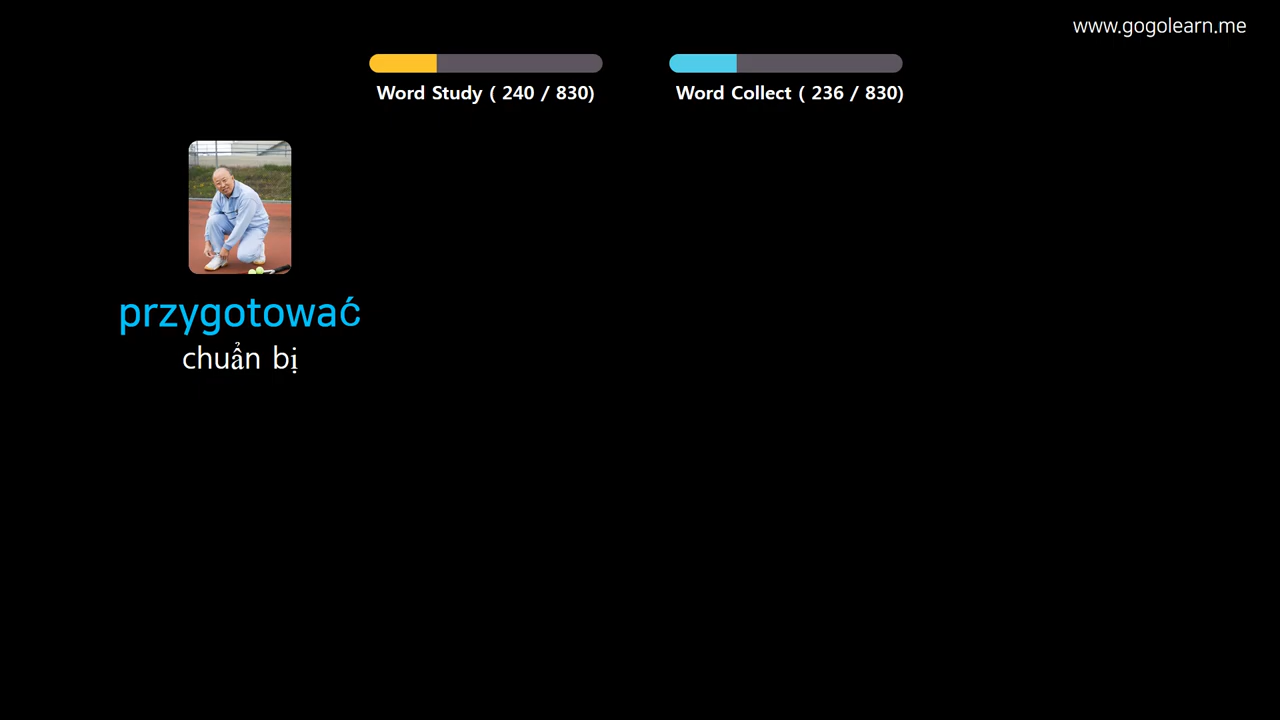 www.gogolearn.me
Word Study ( 240 / 830)
Word Collect ( 236 / 830)
przygotować
chuẩn bị